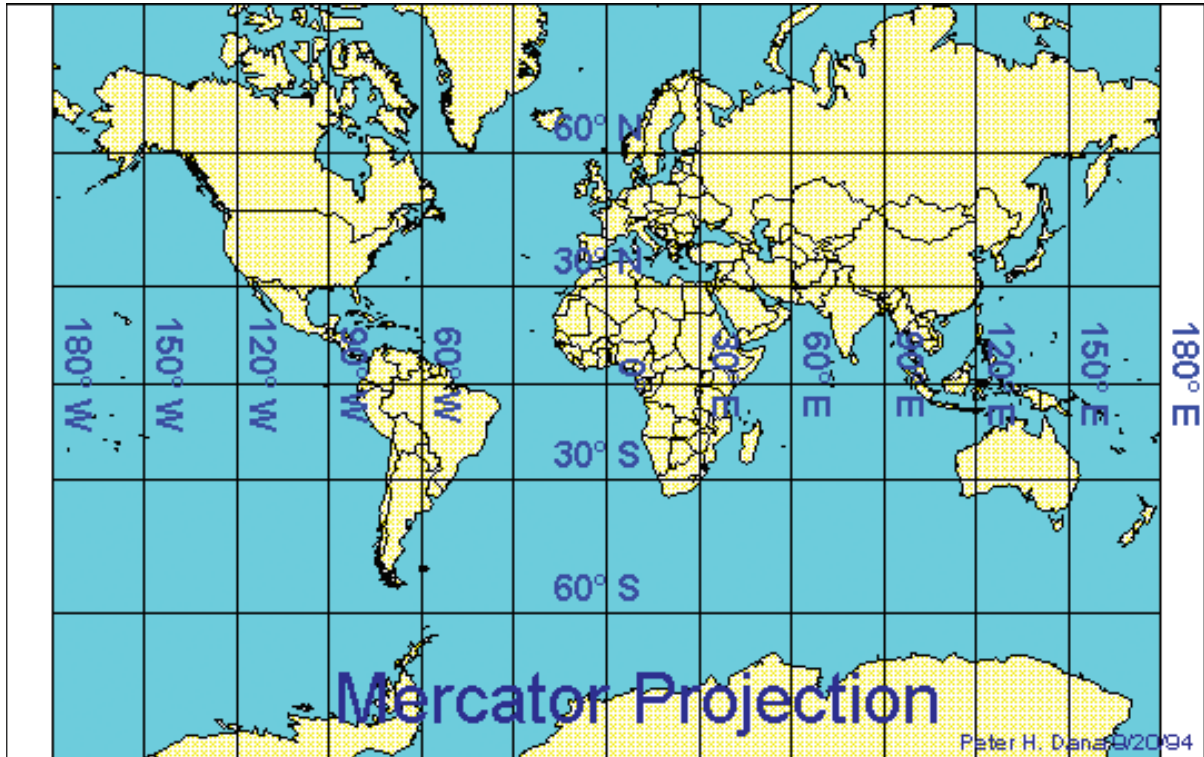 60° N
30° N
180° W
150° W
120° W
90° W
60° W
0
30° E
60° E
90° E
120° E
150° E
180° E
30° S
60° S
Mercator Projection
Peter H. Dana 9/20/94